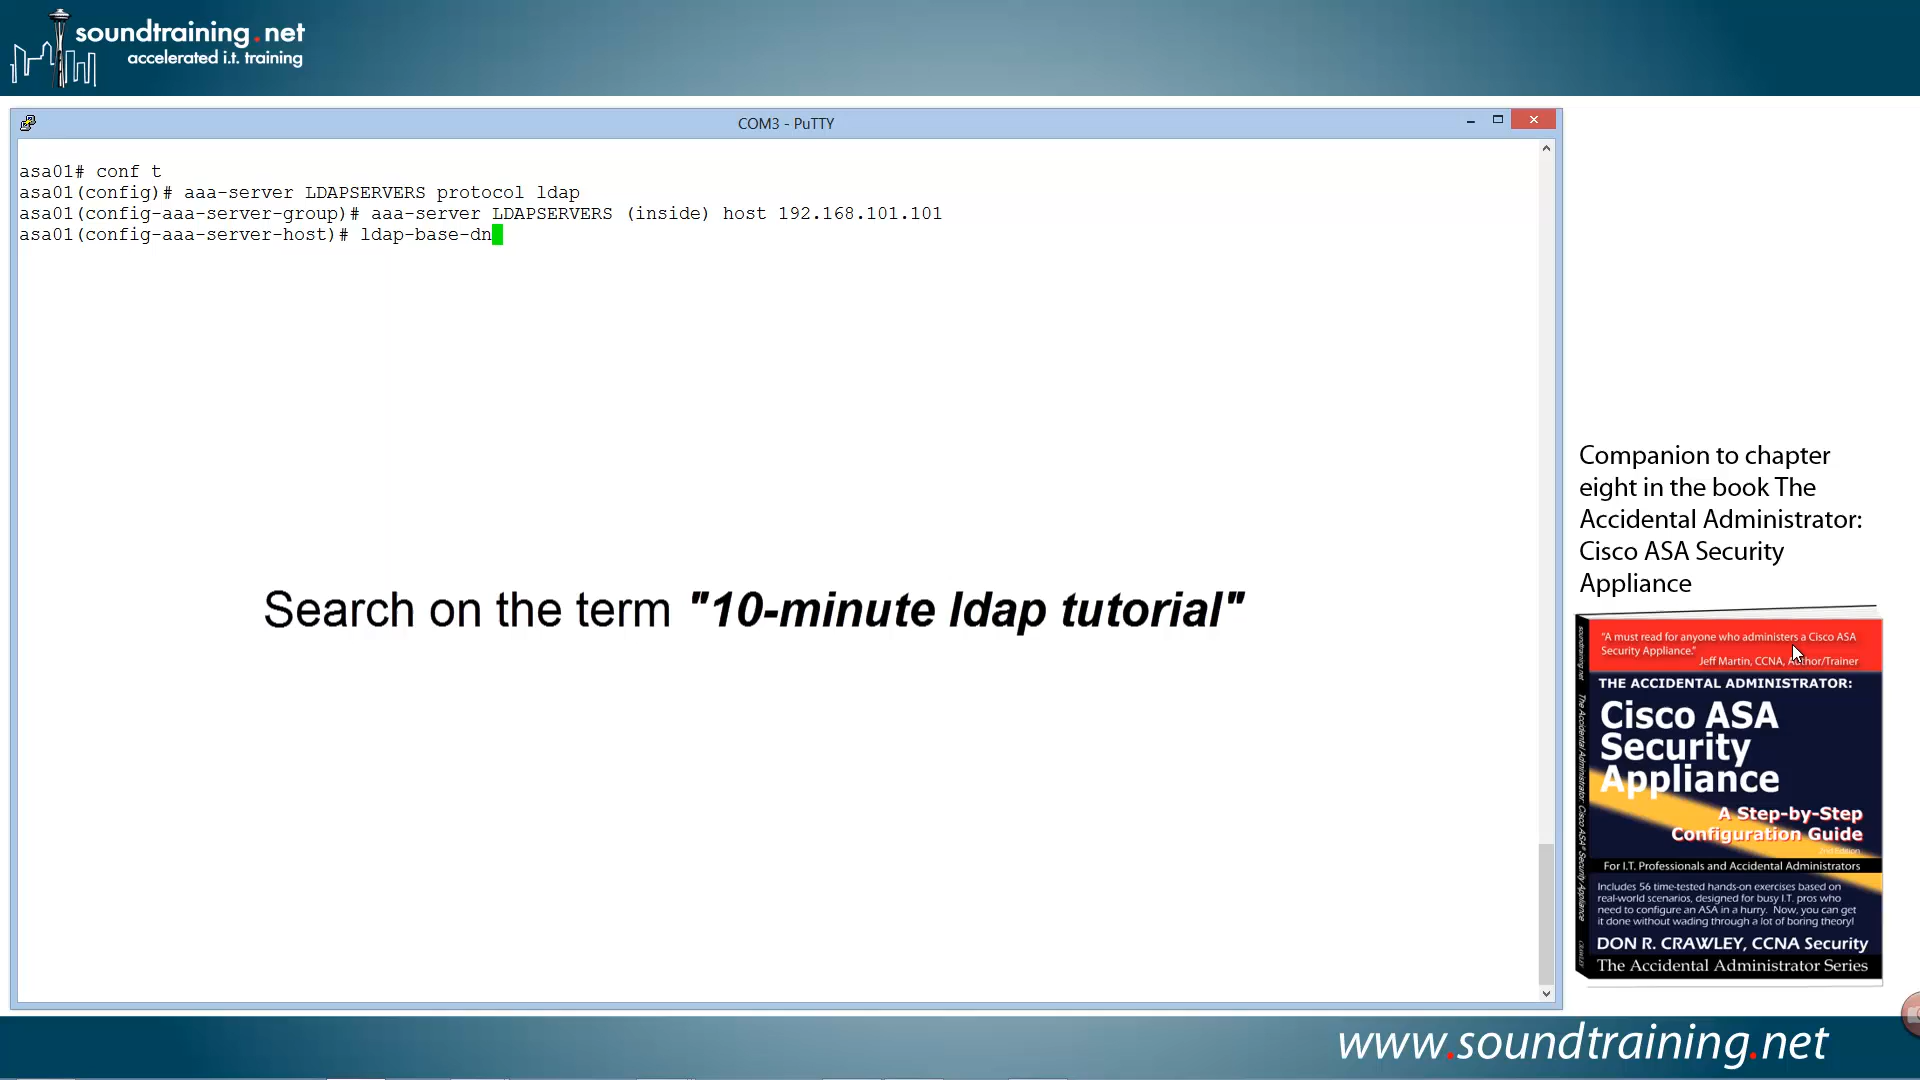 soundtraining.net
accelerated i.t. training
COM3 - PuTTY
asa01# conf t
asa01(config)# aaa-server LDAPSERVERS protocol ldap
asa01(config-aaa-server-group)# aaa-server LDAPSERVERS (inside) host 192.168.101.101
asa01(config-aaa-server-host)# ldap-base-dn
Search on the term "10-minute ldap tutorial"
Companion to chapter
eight in the book The
Accidental Administrator:
Cisco ASA Security
Appliance
"A must read for anyone who administers a Cisco ASA
Security Appliance."
Jeff Martin, CCNA, Author/Trainer
THE ACCIDENTAL ADMINISTRATOR:
Cisco ASA
Security
Appliance
A Step-by-Step
Configuration Guide
For I.T. Professionals and Accidental Administrators
Includes 56 time-tested hands-on exercises based on
real-world scenarios, designed for busy I.T. pros who
need to configure an ASA in a hurry. Now, you can get
it done without wading through a lot of boring theory!
DON R. CRAWLEY, CCNA Security
The Accidental Administrator Series
www.soundtraining.net